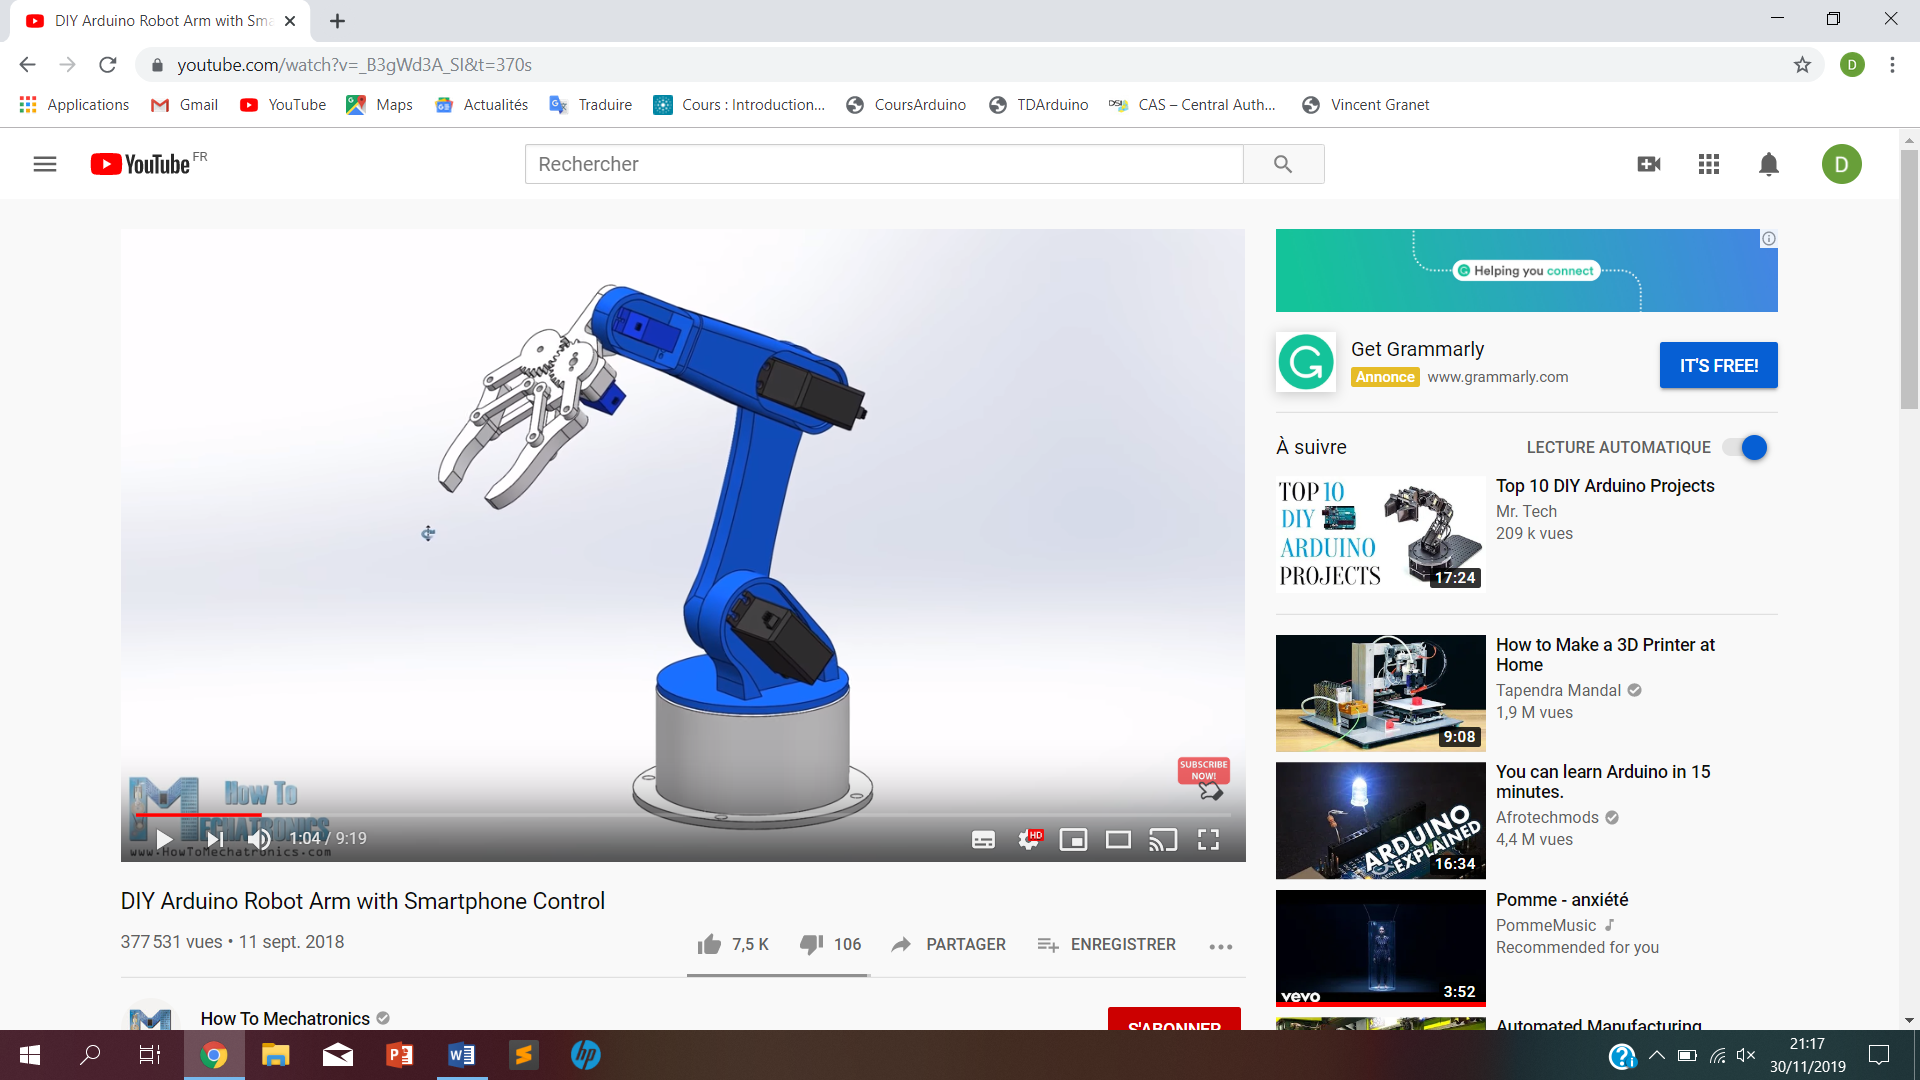 DIY Arduino Robot Arm with Sma
youtube.com/watch?v=_B3gWd3A_SI&t=370s
D
Applications
Gmail
YouTube
Maps
Actualités
Traduire
Cours : Introduction...
CoursArduino
TDArduino
CAS – Central Auth...
Vincent Granet
YouTube FR
Rechercher
D
Helping you connect
Get Grammarly
Annonce www.grammarly.com
IT'S FREE!
À suivre
LECTURE AUTOMATIQUE
TOP 10
DIY
ARDUINO
PROJECTS
17:24
Top 10 DIY Arduino Projects
Mr. Tech
209 k vues
9:08
How to Make a 3D Printer at
Home
Tapendra Mandal
1,9 M vues
ARDUINO
EXPLAINED
16:34
You can learn Arduino in 15
minutes.
Afrotechmods
4,4 M vues
vevo
3:52
Pomme - anxiété
PommeMusic
Recommended for you
Automated Manufacturing
SUBSCRIBE
NOW!
How To
MECHATRONICS
www.HowToMechatronics.com
1:04 / 9:19
HD
DIY Arduino Robot Arm with Smartphone Control
377 531 vues • 11 sept. 2018
7,5 K
106
PARTAGER
ENREGISTRER
How To Mechatronics
S'ABONNER
21:17
30/11/2019